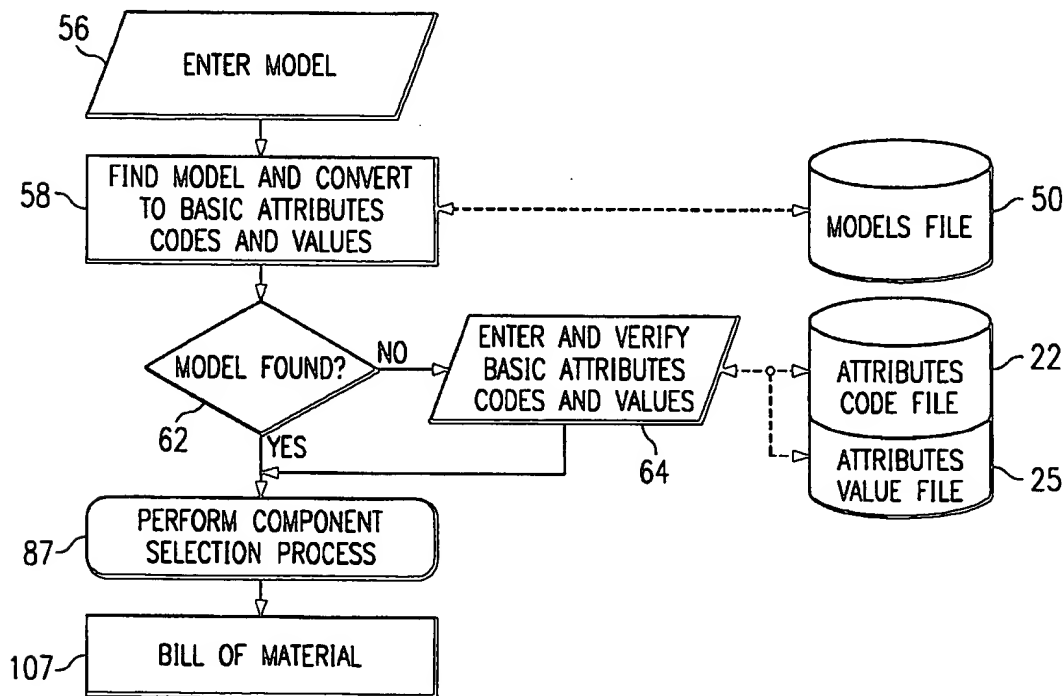 56
ENTER MODEL
58
FIND MODEL AND CONVERT
TO BASIC ATTRIBUTES
CODES AND VALUES
MODELS FILE
50
MODEL FOUND?
62
NO
YES
ENTER AND VERIFY
BASIC ATTRIBUTES
CODES AND VALUES
64
ATTRIBUTES
CODE FILE
22
ATTRIBUTES
VALUE FILE
25
87
PERFORM COMPONENT
SELECTION PROCESS
107
BILL OF MATERIAL